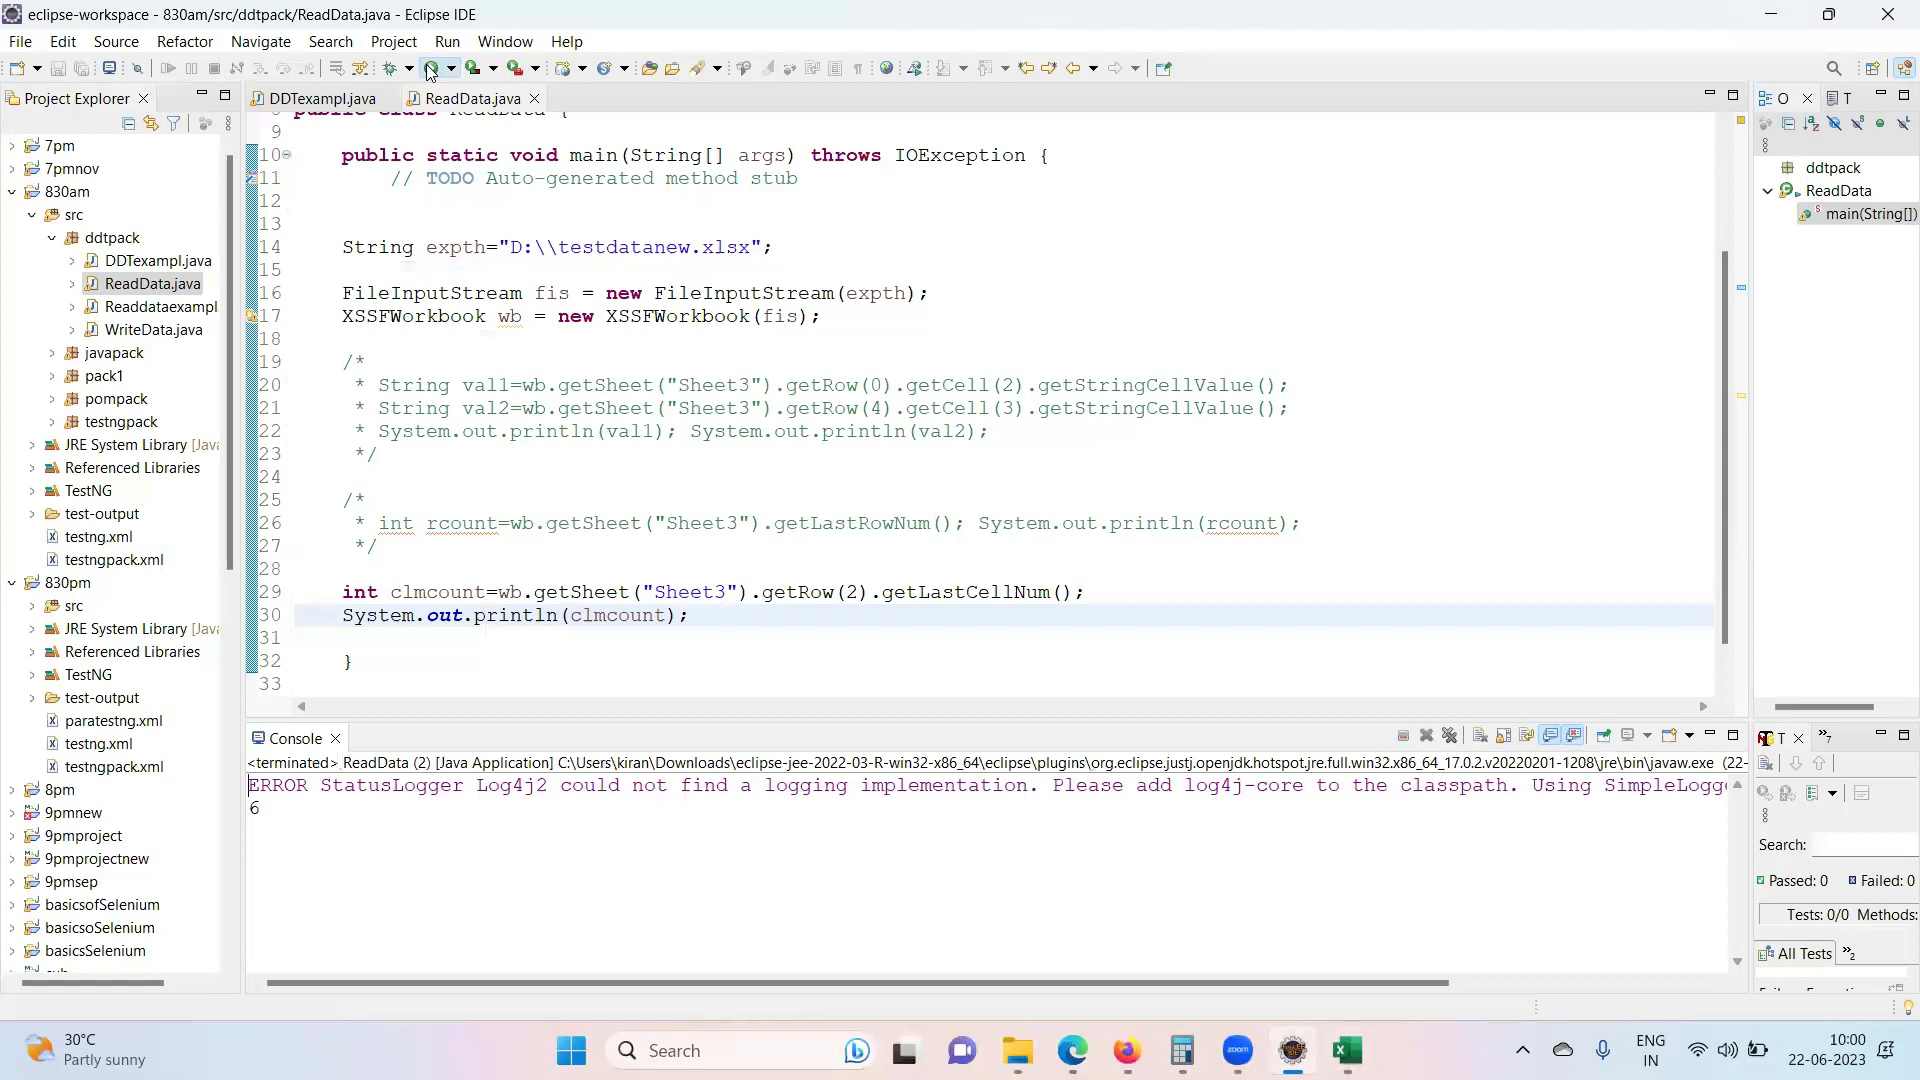 eclipse-workspace - 830am/src/ddtpack/ReadData.java - Eclipse IDE
File Edit Source Refactor Navigate Search Project Run Window Help
Project Explorer
7pm
7pmnov
830am
src
ddtpack
DDTexampl.java
ReadData.java
Readdataexampl
WriteData.java
javapack
pack1
pompack
testngpack
JRE System Library [Java
Referenced Libraries
TestNG
test-output
testng.xml
testngpack.xml
830pm
src
JRE System Library [Java
Referenced Libraries
TestNG
test-output
paratestng.xml
testng.xml
testngpack.xml
8pm
9pmnew
9pmproject
9pmprojectnew
9pmsep
basicsofSelenium
basicsoSelenium
basicsSelenium
DDTexampl.java ReadData.java
public class ReadData {
9
10 public static void main(String[] args) throws IOException {
11 // TODO Auto-generated method stub
12
13
14 String expth="D:\\testdatanew.xlsx";
15
16 FileInputStream fis = new FileInputStream(expth);
17 XSSFWorkbook wb = new XSSFWorkbook(fis);
18
19 /*
20 * String val1=wb.getSheet("Sheet3").getRow(0).getCell(2).getStringCellValue();
21 * String val2=wb.getSheet("Sheet3").getRow(4).getCell(3).getStringCellValue();
22 * System.out.println(val1); System.out.println(val2);
23 */
24
25 /*
26 * int rcount=wb.getSheet("Sheet3").getLastRowNum(); System.out.println(rcount);
27 */
28
29 int clmcount=wb.getSheet("Sheet3").getRow(2).getLastCellNum();
30 System.out.println(clmcount);
31
32 }
33
Console
<terminated> ReadData (2) [Java Application] C:\Users\kiran\Downloads\eclipse-jee-2022-03-R-win32-x86_64\eclipse\plugins\org.eclipse.justj.openjdk.hotspot.jre.full.win32.x86_64_17.0.2.v20220201-1208\jre\bin\javaw.exe (22-
ERROR StatusLogger Log4j2 could not find a logging implementation. Please add log4j-core to the classpath. Using SimpleLogge
6
O T
ddtpack
ReadData
main(String[])
T
7
Search:
Passed: 0 Failed: 0
Tests: 0/0 Methods:
All Tests 2
30°C
Partly sunny
Search
zoom
ENG
IN
10:00
22-06-2023